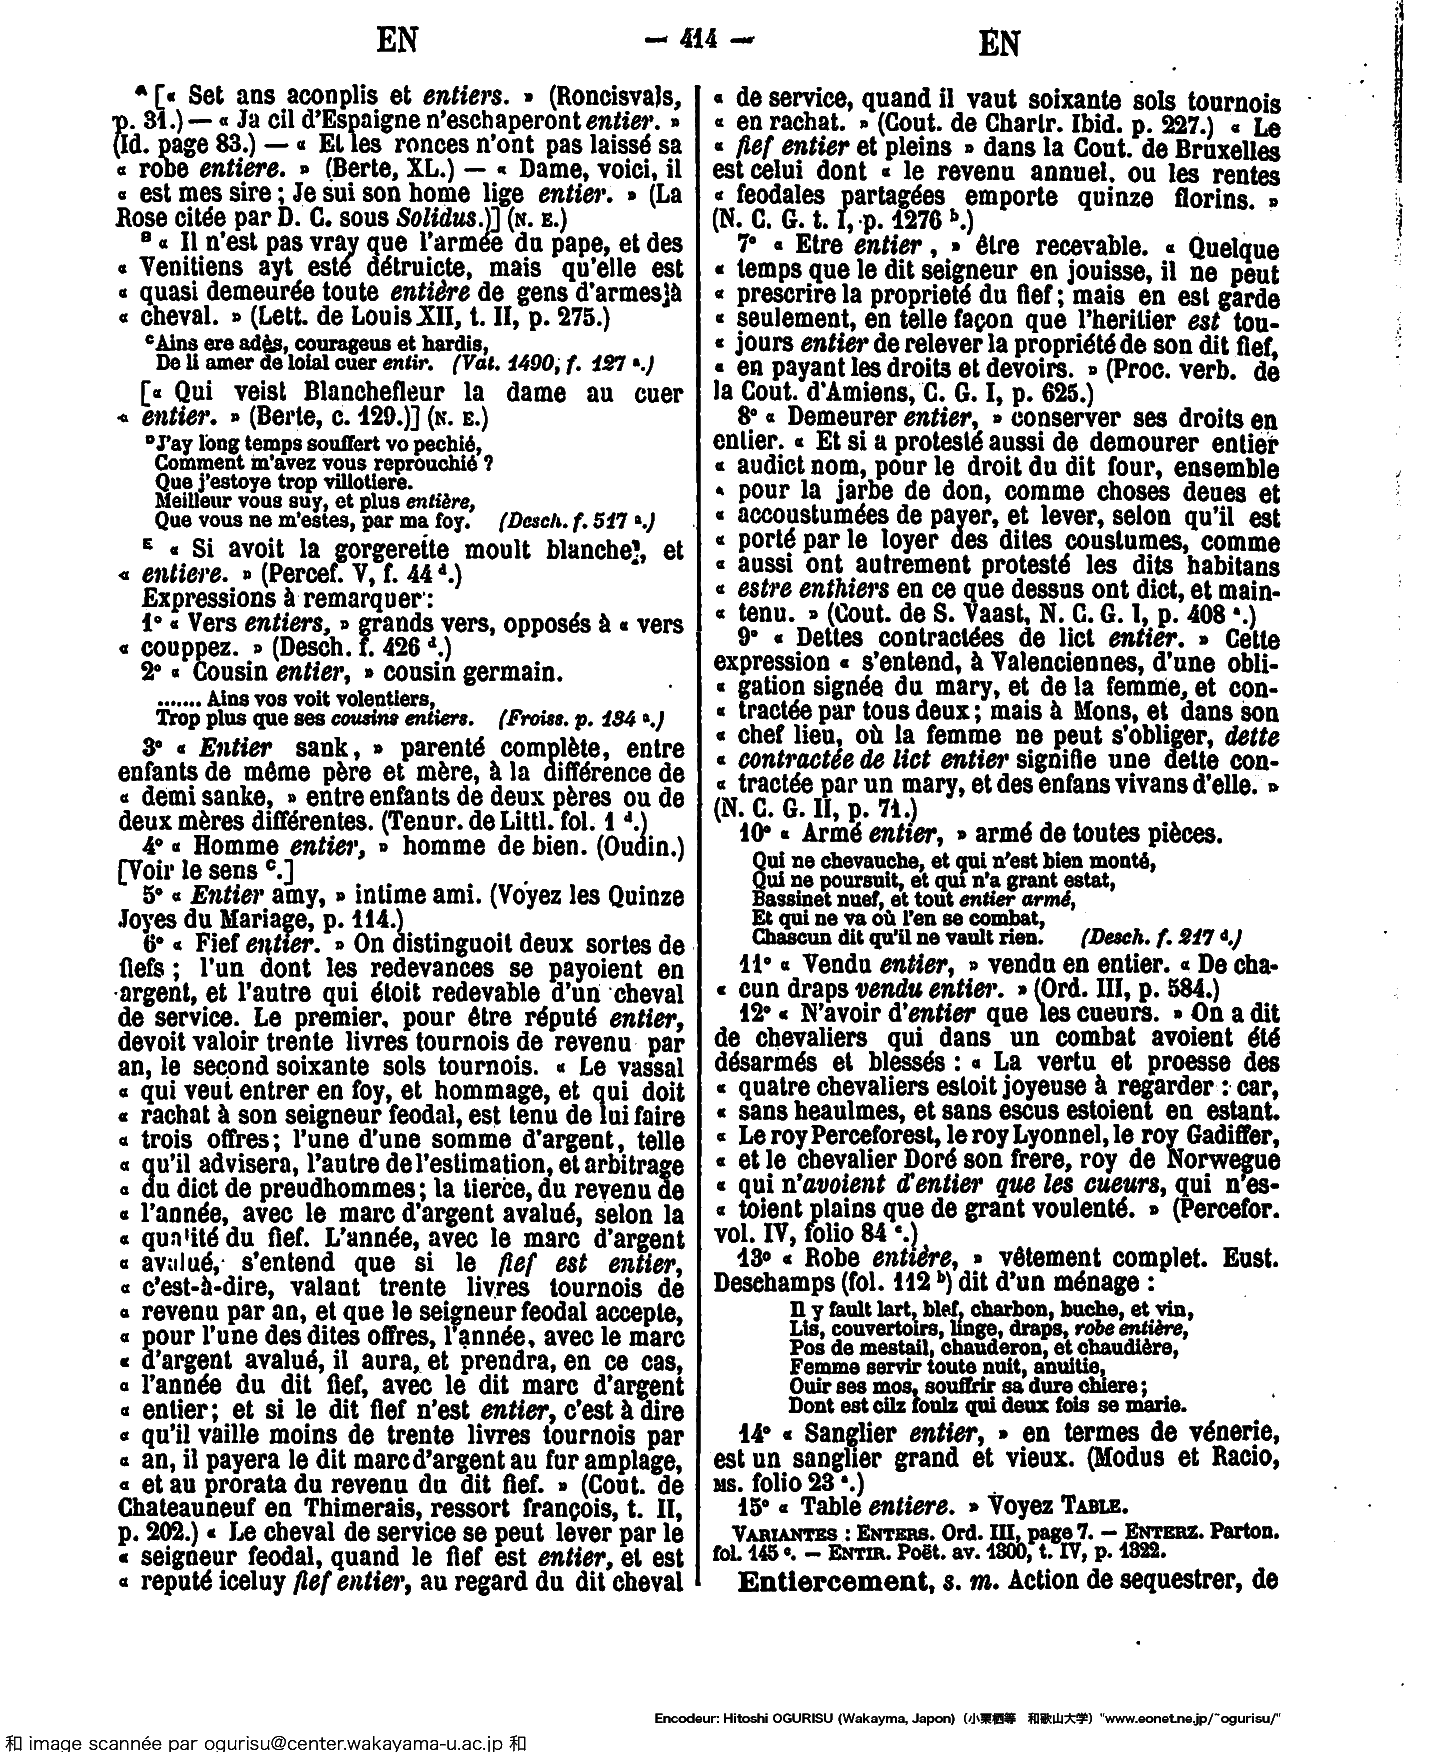 EN — 414 — EN
ᴬ [« Set ans aconplis et entiers. » (Roncisvals,
p. 31.) — « Ja cil d'Espaigne n'eschaperont entier. »
(Id. page 83.) — « Et les ronces n'ont pas laissé sa
« robe entiere. » (Berte, XL.) — « Dame, voici, il
« est mes sire ; Je sui son home lige entier. » (La
Rose citée par D. C. sous Solidus.)] (N. E.)
ᴮ « Il n'est pas vray que l'armée du pape, et des
« Venitiens ayt esté détruicte, mais qu'elle est
« quasi demeurée toute entière de gens d'armes à
« cheval. » (Lett. de Louis XII, t. II, p. 275.)
ᶜ Ains ere adès, courageus et hardis,
De li amer de loial cuer entir. (Vat. 1490, f. 127 ᵃ.)
[« Qui veist Blanchefleur la dame au cuer
« entier. » (Berte, c. 129.)] (N. E.)
ᴰ J'ay long temps souffert vo pechié,
Comment m'avez vous reprouchié ?
Que j'estoye trop villotiere.
Meilleur vous suy, et plus entière,
Que vous ne m'estes, par ma foy. (Desch. f. 517 ᵃ.)
ᴱ « Si avoit la gorgerette moult blanche, et
« entiere. » (Percef. V, f. 44 ᵈ.)
Expressions à remarquer :
1° « Vers entiers, » grands vers, opposés à « vers
« couppez. » (Desch. f. 426 ᵈ.)
2° « Cousin entier, » cousin germain.
....... Ains vos voit volentiers,
Trop plus que ses cousins entiers. (Froiss. p. 134 ᵃ.)
3° « Entier sank, » parenté complète, entre
enfants de même père et mère, à la différence de
« demi sanke, » entre enfants de deux pères ou de
deux mères différentes. (Tenur. de Littl. fol. 1 ᵈ.)
4° « Homme entier, » homme de bien. (Oudin.)
[Voir le sens ᶜ.]
5° « Entier amy, » intime ami. (Voyez les Quinze
Joyes du Mariage, p. 114.)
6° « Fief entier. » On distinguoit deux sortes de
fiefs ; l'un dont les redevances se payoient en
argent, et l'autre qui étoit redevable d'un cheval
de service. Le premier, pour être réputé entier,
devoit valoir trente livres tournois de revenu par
an, le second soixante sols tournois. « Le vassal
« qui veut entrer en foy, et hommage, et qui doit
« rachat à son seigneur feodal, est tenu de lui faire
« trois offres ; l'une d'une somme d'argent, telle
« qu'il advisera, l'autre de l'estimation, et arbitrage
« du dict de preudhommes ; la tierce, du revenu de
« l'année, avec le marc d'argent avalué, selon la
« qualité du fief. L'année, avec le marc d'argent
« avalué, s'entend que si le fief est entier,
« c'est-à-dire, valant trente livres tournois de
« revenu par an, et que le seigneur feodal accepte,
« pour l'une des dites offres, l'année, avec le marc
« d'argent avalué, il aura, et prendra, en ce cas,
« l'année du dit fief, avec le dit marc d'argent
« entier ; et si le dit fief n'est entier, c'est à dire
« qu'il vaille moins de trente livres tournois par
« an, il payera le dit marc d'argent au fur amplage,
« et au prorata du revenu du dit fief. » (Cout. de
Chateauneuf en Thimerais, ressort françois, t. II,
p. 202.) « Le cheval de service se peut lever par le
« seigneur feodal, quand le fief est entier, et est
« reputé iceluy fief entier, au regard du dit cheval
« de service, quand il vaut soixante sols tournois
« en rachat. » (Cout. de Chartr. Ibid. p. 227.) « Le
« fief entier et pleins » dans la Cout. de Bruxelles
est celui dont « le revenu annuel, ou les rentes
« feodales partagées emporte quinze florins. »
(N. C. G. t. I, p. 1276 ᵇ.)
7° « Etre entier, » être recevable. « Quelque
« temps que le dit seigneur en jouisse, il ne peut
« prescrire la propriété du fief ; mais en est garde
« seulement, en telle façon que l'heritier est tou-
« jours entier de relever la propriété de son dit fief,
« en payant les droits et devoirs. » (Proc. verb. de
la Cout. d'Amiens, C. G. I, p. 625.)
8° « Demeurer entier, » conserver ses droits en
entier. « Et si a protesté aussi de demourer entier
« audict nom, pour le droit du dit four, ensemble
« pour la jarbe de don, comme choses deues et
« accoustumées de payer, et lever, selon qu'il est
« porté par le loyer des dites coustumes, comme
« aussi ont autrement protesté les dits habitans
« estre enthiers en ce que dessus ont dict, et main-
« tenu. » (Cout. de S. Vaast, N. C. G. I, p. 408 ᵃ.)
9° « Dettes contractées de lict entier. » Cette
expression « s'entend, à Valenciennes, d'une obli-
« gation signée du mary, et de la femme, et con-
« tractée par tous deux ; mais à Mons, et dans son
« chef lieu, où la femme ne peut s'obliger, dette
« contractée de lict entier signifie une dette con-
« tractée par un mary, et des enfans vivans d'elle. »
(N. C. G. II, p. 71.)
10° « Armé entier, » armé de toutes pièces.
Qui ne chevauche, et qui n'est bien monté,
Qui ne poursuit, et qui n'a grant estat,
Bassinet nuef, et tout entier armé,
Et qui ne va où l'en se combat,
Chascun dit qu'il ne vault rien. (Desch. f. 217 ᵈ.)
11° « Vendu entier, » vendu en entier. « De cha-
« cun draps vendu entier. » (Ord. III, p. 584.)
12° « N'avoir d'entier que les cueurs. » On a dit
de chevaliers qui dans un combat avoient été
désarmés et blessés : « La vertu et proesse des
« quatre chevaliers estoit joyeuse à regarder : car,
« sans heaulmes, et sans escus estoient en estant.
« Le roy Perceforest, le roy Lyonnel, le roy Gadiffer,
« et le chevalier Doré son frere, roy de Norwegue
« qui n'avoient d'entier que les cueurs, qui n'es-
« toient plains que de grant voulenté. » (Percefor.
vol. IV, folio 84 ᶜ.)
13° « Robe entière, » vêtement complet. Eust.
Deschamps (fol. 112 ᵇ) dit d'un ménage :
Il y fault lart, blef, charbon, buche, et vin,
Lis, couvertoirs, linge, draps, robe entière,
Pos de mestail, chauderon, et chaudière,
Femme servir toute nuit, anuitie,
Ouir ses mos, souffrir sa dure chiere ;
Dont est cilz foulz qui deux fois se marie.
14° « Sanglier entier, » en termes de vénerie,
est un sanglier grand et vieux. (Modus et Racio,
MS. folio 23 ᵃ.)
15° « Table entiere. » Voyez TABLE.
VARIANTES : ENTERS. Ord. III, page 7. — ENTERZ. Parton.
fol. 145 ᶜ. — ENTIR. Poët. av. 1300, t. IV, p. 1322.
Entiercement, s. m. Action de sequestrer, de
Encodeur: Hitoshi OGURISU (Wakayma, Japon) (小栗栖等 和歌山大学) "www.eonet.ne.jp/~ogurisu/"
和 image scannée par ogurisu@center.wakayama-u.ac.jp 和